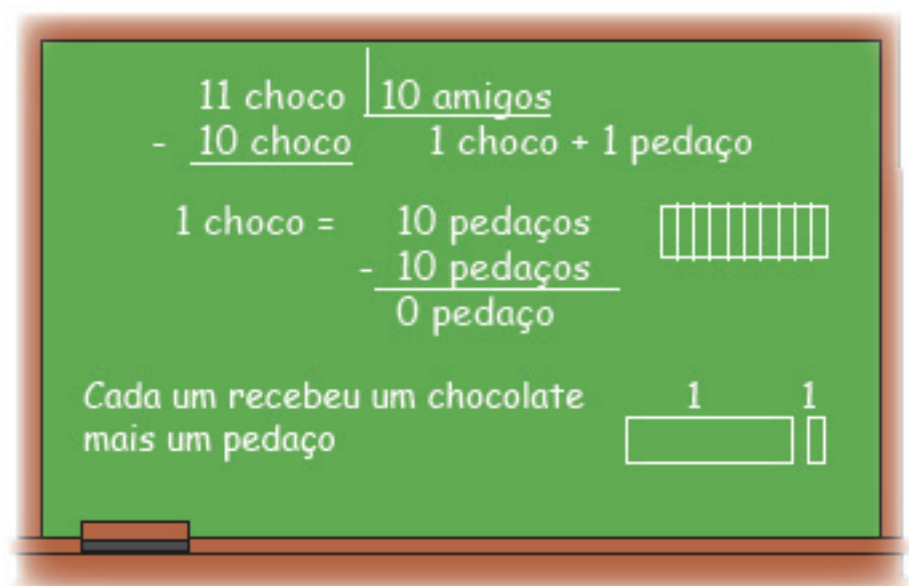 11 choco 10 amigos
- 10 choco 1 choco + 1 pedaço
1 choco = 10 pedaços
- 10 pedaços
0 pedaço
Cada um recebeu um chocolate 1 1
mais um pedaço